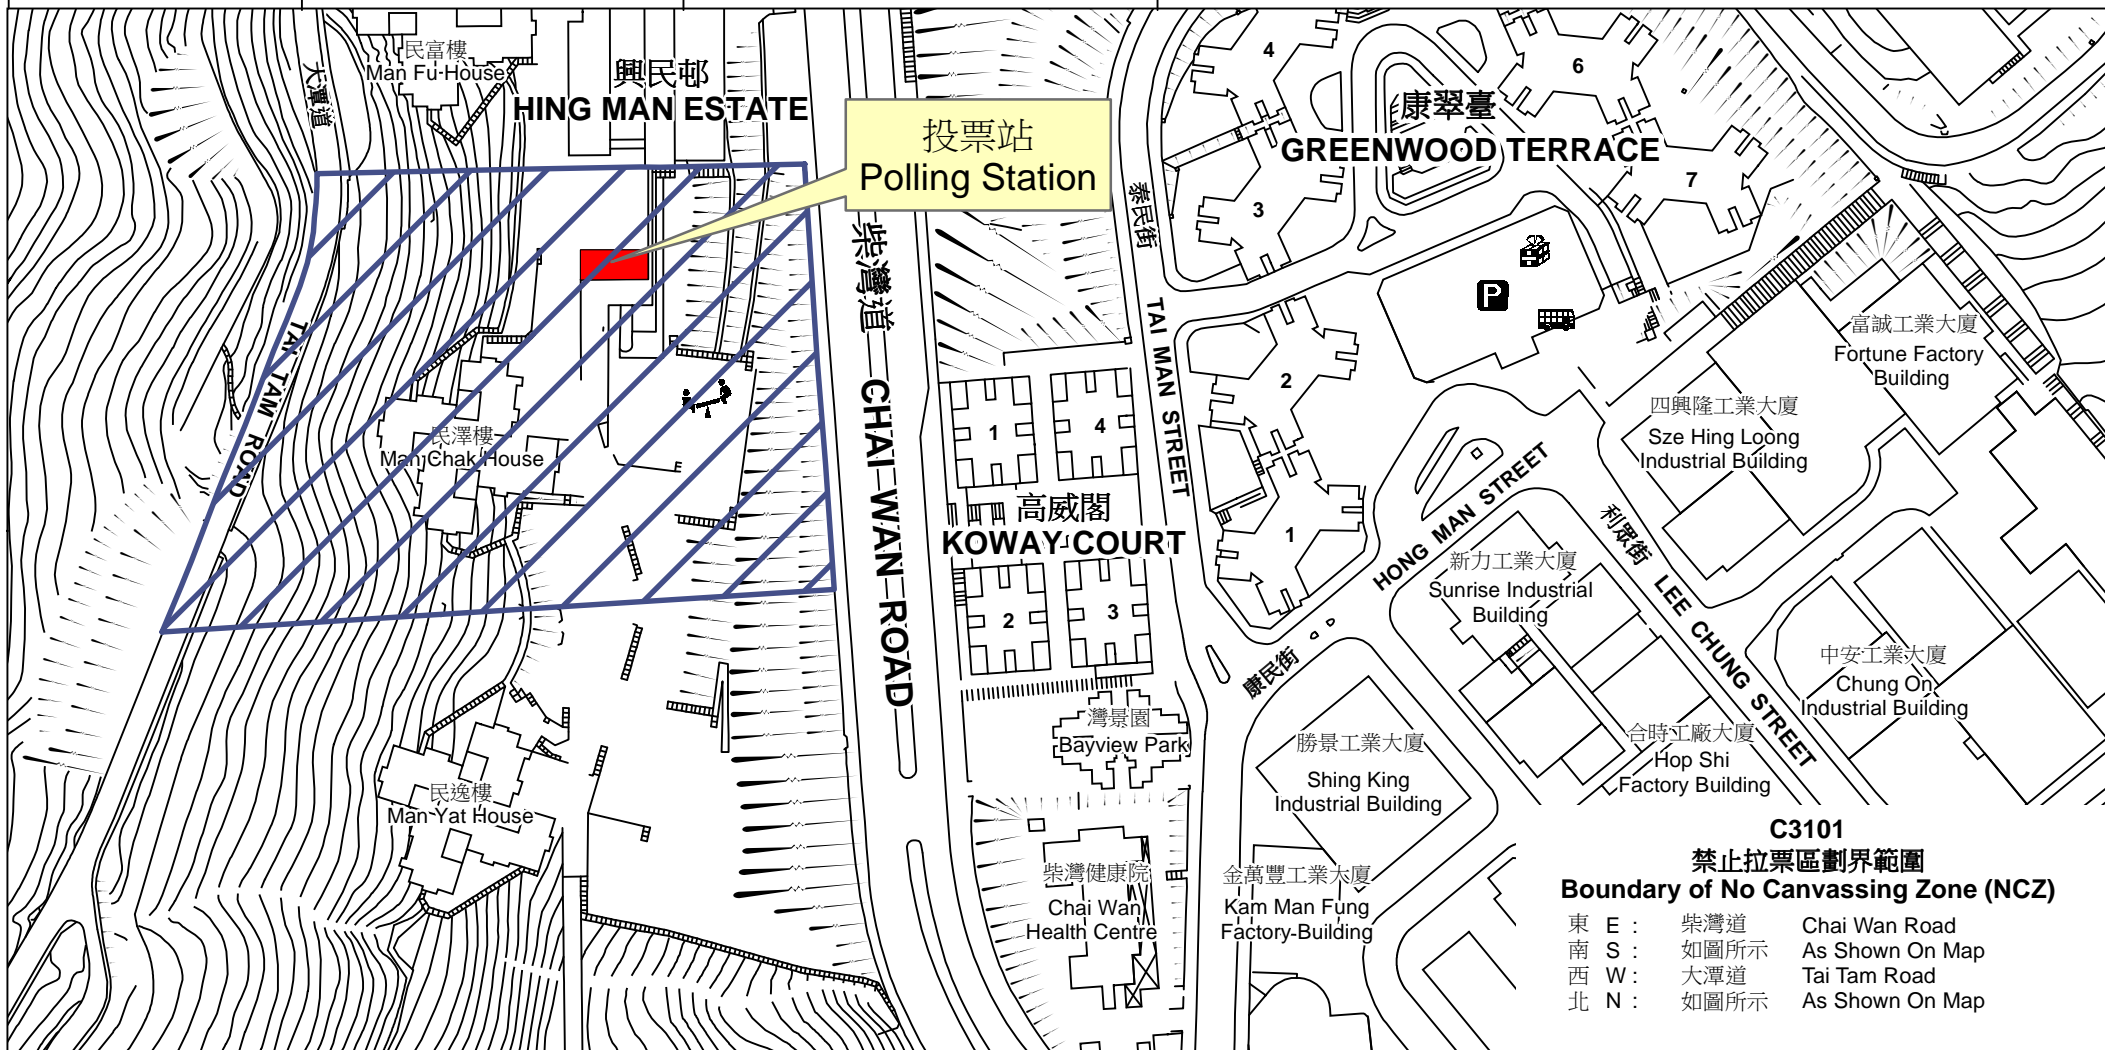 民富樓
Man Fu House
大潭道
興民邨
HING MAN ESTATE
投票站
Polling Station
康翠臺
GREENWOOD TERRACE
4
6
3
7
泰民街
柴灣道
TAI MAN STREET
TAI TAM ROAD
CHAI WAN ROAD
P
富誠工業大廈
Fortune Factory
Building
2
四興隆工業大廈
Sze Hing Loong
Industrial Building
民澤樓
Man Chak House
1
4
高威閣
KOWAY COURT
1
HONG MAN STREET
利眾街
LEE CHUNG STREET
新力工業大廈
Sunrise Industrial
Building
2
3
康民街
中安工業大廈
Chung On
Industrial Building
灣景園
Bayview Park
勝景工業大廈
Shing King
Industrial Building
合時工廠大廈
Hop Shi
Factory Building
民逸樓
Man Yat House
柴灣健康院
Chai Wan
Health Centre
金萬豐工業大廈
Kam Man Fung
Factory Building
C3101
禁止拉票區劃界範圍
Boundary of No Canvassing Zone (NCZ)
東 E : 柴灣道 Chai Wan Road
南 S : 如圖所示 As Shown On Map
西 W : 大潭道 Tai Tam Road
北 N : 如圖所示 As Shown On Map